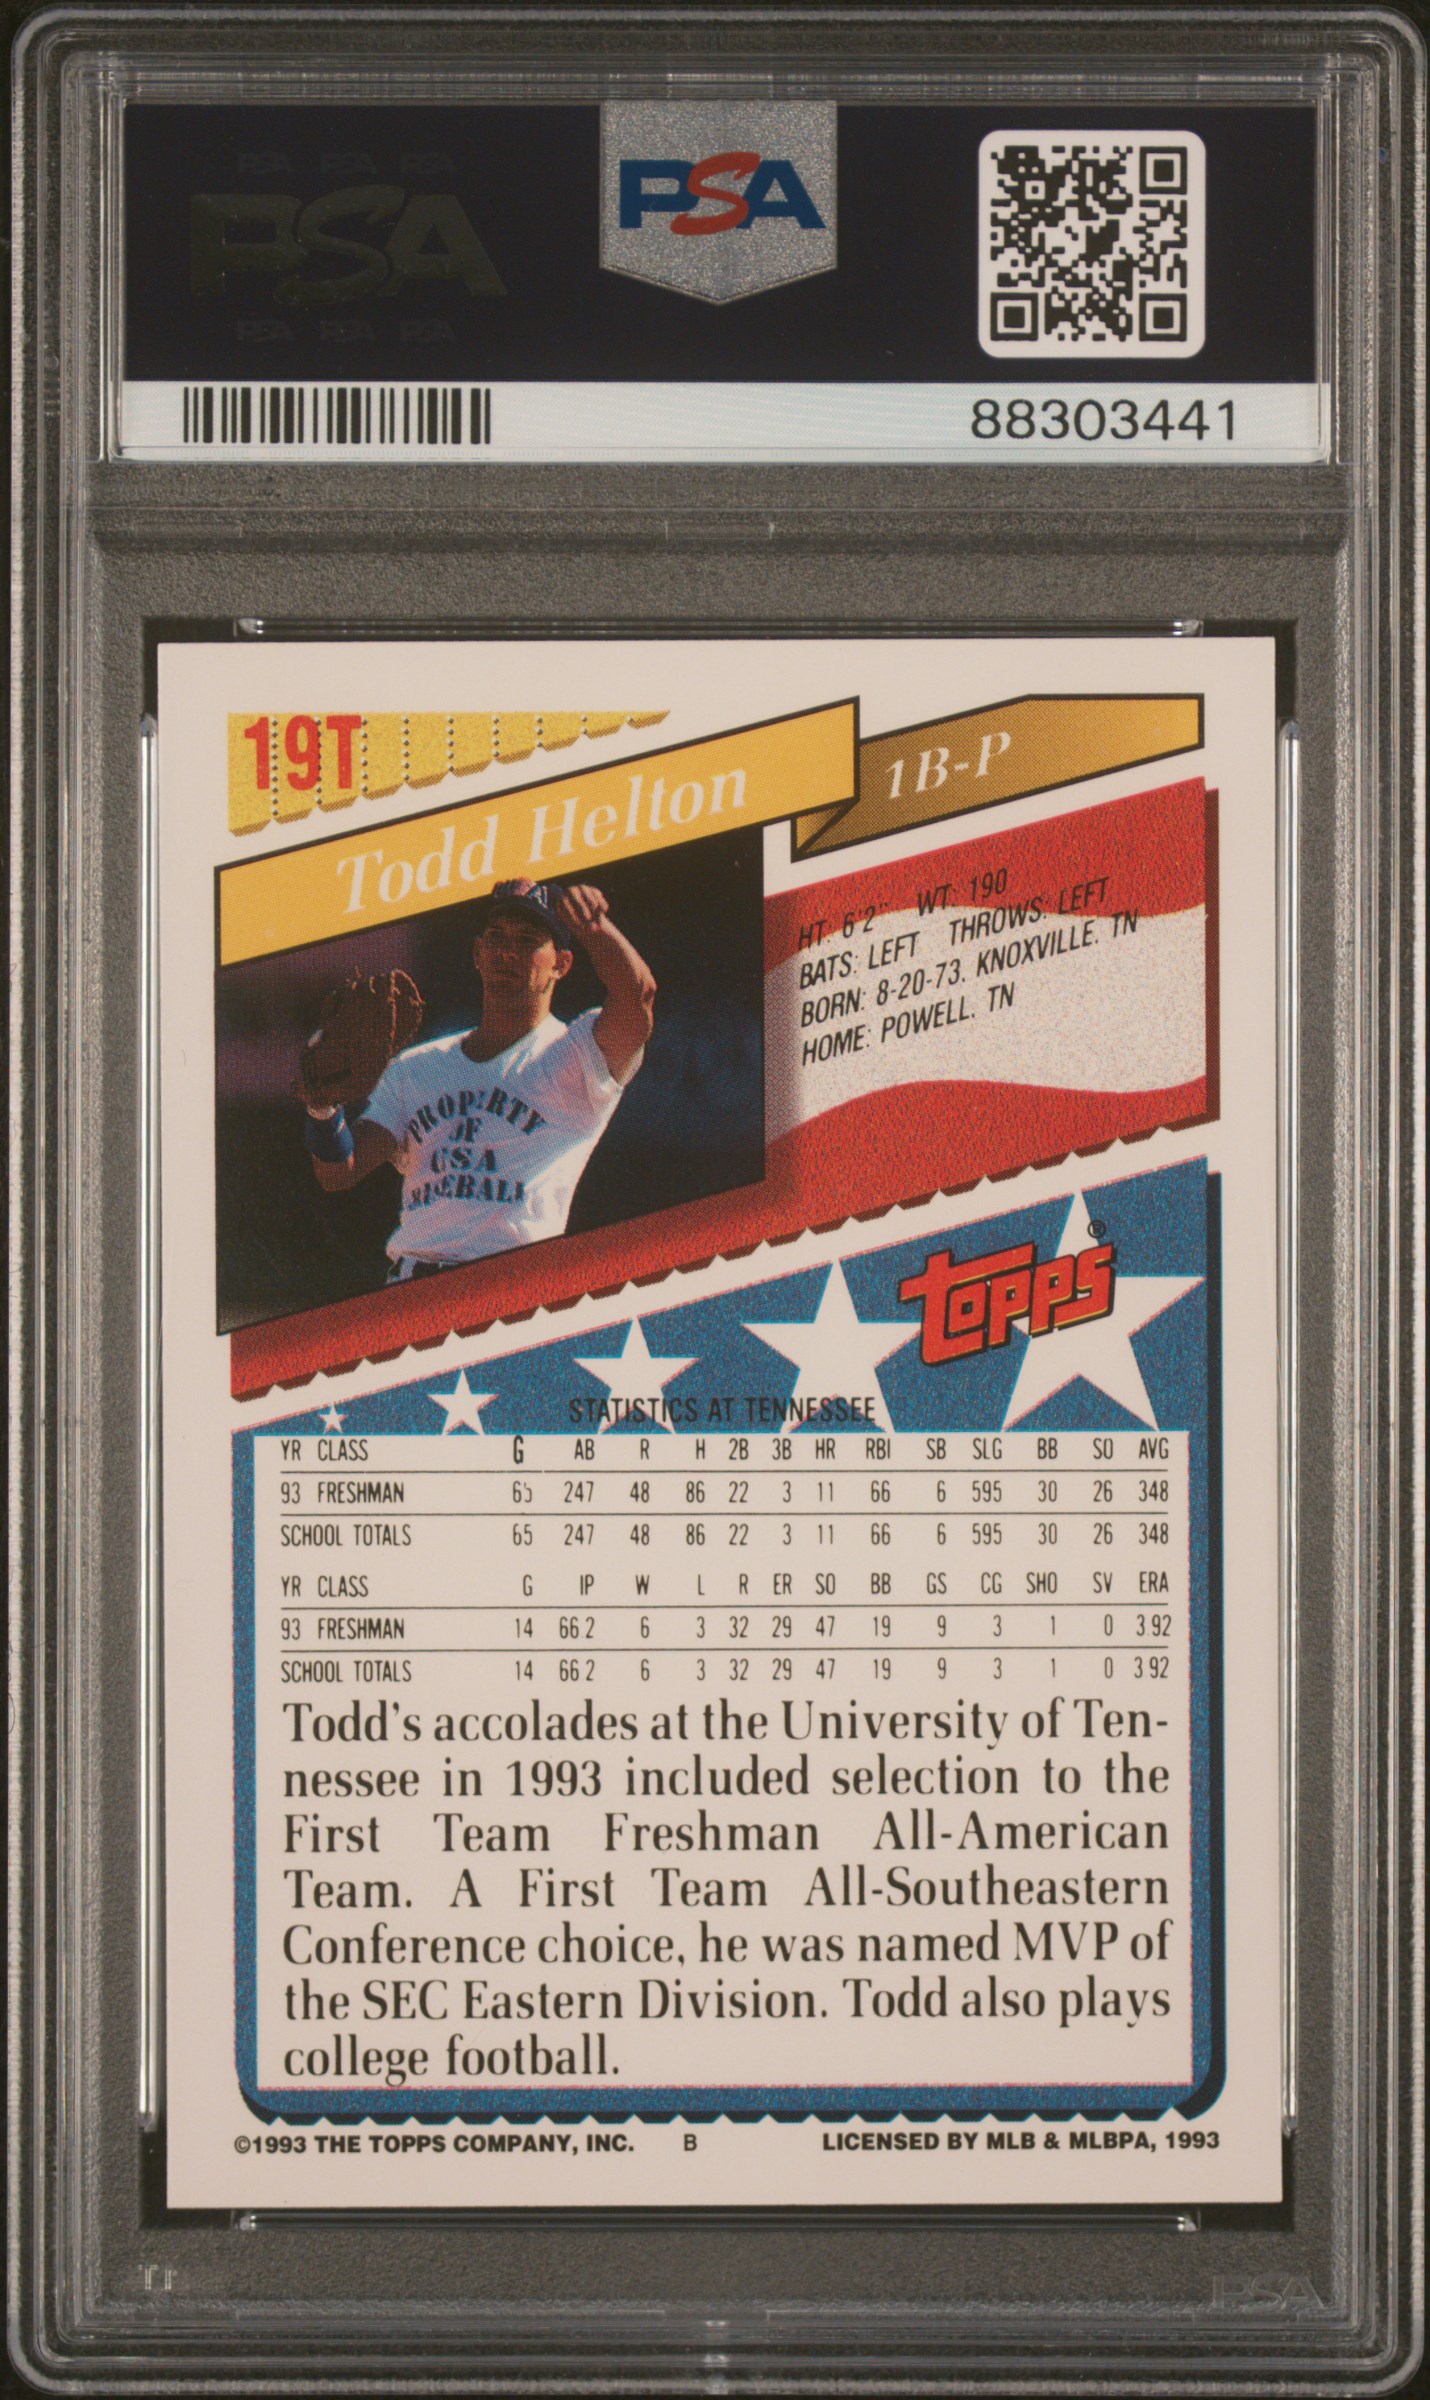 PSA PSA PSA
PSA
PSA PSA PSA
PSA
88303441
19T
Todd Helton
1B-P
HT: 6'2" WT: 190
BATS: LEFT THROWS: LEFT
BORN: 8-20-73, KNOXVILLE, TN
HOME: POWELL, TN
PROPERTY
OF
USA
BASEBALL
TOPPS®
STATISTICS AT TENNESSEE
YR CLASS G AB R H 2B 3B HR RBI SB SLG BB SO AVG
93 FRESHMAN 65 247 48 86 22 3 11 66 6 595 30 26 348
SCHOOL TOTALS 65 247 48 86 22 3 11 66 6 595 30 26 348
YR CLASS G IP W L R ER SO BB GS CG SHO SV ERA
93 FRESHMAN 14 66.2 6 3 32 29 47 19 9 3 1 0 3.92
SCHOOL TOTALS 14 66.2 6 3 32 29 47 19 9 3 1 0 3.92
Todd's accolades at the University of Ten-
nessee in 1993 included selection to the
First Team Freshman All-American
Team. A First Team All-Southeastern
Conference choice, he was named MVP of
the SEC Eastern Division. Todd also plays
college football.
©1993 THE TOPPS COMPANY, INC. B LICENSED BY MLB & MLBPA, 1993
PSA